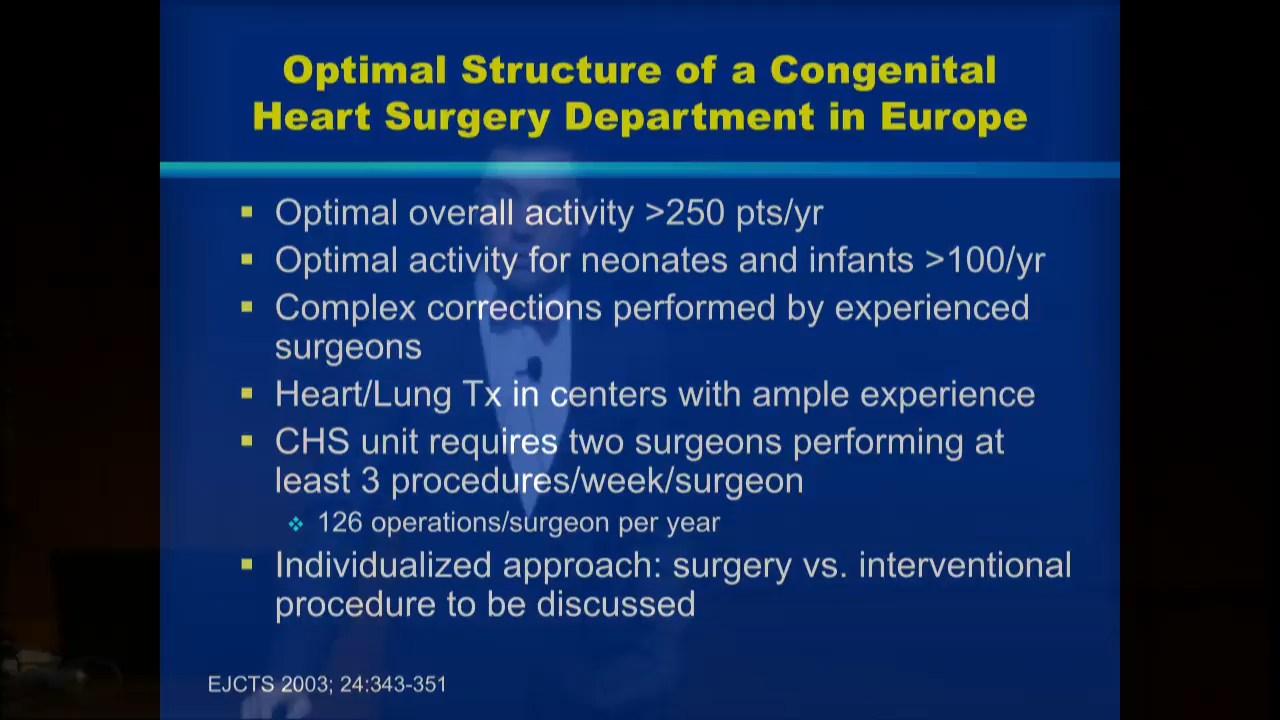 Optimal Structure of a Congenital
Heart Surgery Department in Europe
Optimal overall activity >250 pts/yr
Optimal activity for neonates and infants >100/yr
Complex corrections performed by experienced
surgeons
Heart/Lung Tx in centers with ample experience
CHS unit requires two surgeons performing at
least 3 procedures/week/surgeon
126 operations/surgeon per year
Individualized approach: surgery vs. interventional
procedure to be discussed
EJCTS 2003; 24:343-351